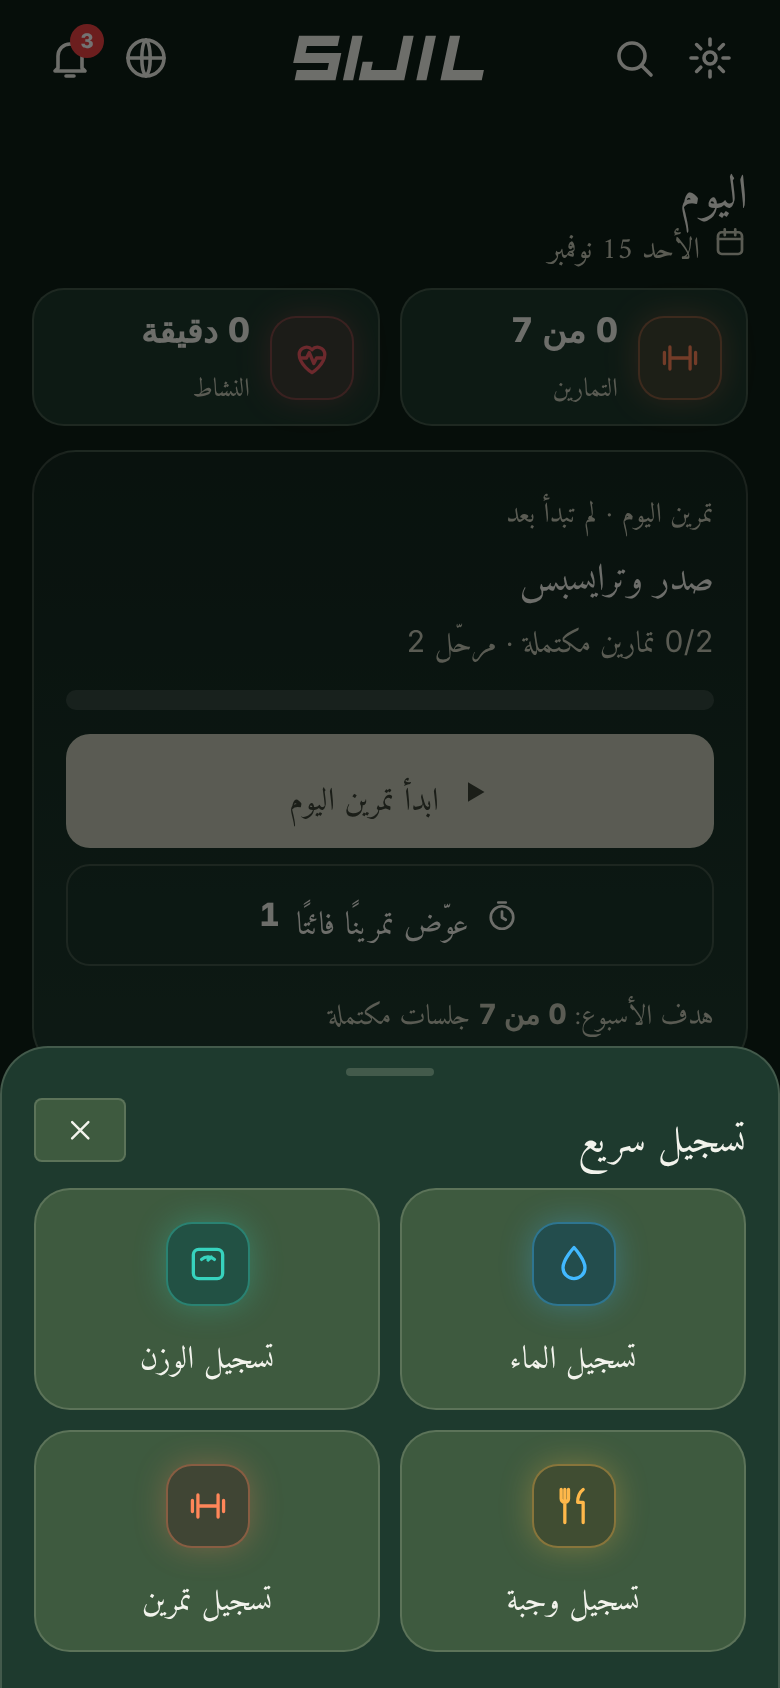 3
SIJIL
اليوم
الأحد 15 نوفمبر
0 من 7
التمارين
0 دقيقة
النشاط
تمرين اليوم · لم تبدأ بعد
صدر وترايسبس
0/2 تمارين مكتملة · مرحّل 2
ابدأ تمرين اليوم
عوّض تمرينًا فائتًا 1
هدف الأسبوع: 0 من 7 جلسات مكتملة
تسجيل سريع
تسجيل الماء
تسجيل الوزن
تسجيل وجبة
تسجيل تمرين